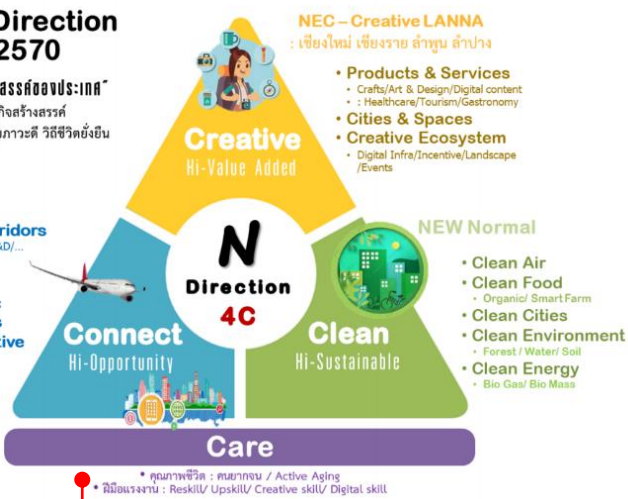 Direction
2570
สรรค์ของประเทศ"
กิจสร้างสรรค์
ภาวะดี วิถีชีวิตยั่งยืน
NEC – Creative LANNA
: เชียงใหม่ เชียงราย ลำพูน ลำปาง
• Products & Services
• Crafts/Art & Design/Digital content
• : Healthcare/Tourism/Gastronomy
• Cities & Spaces
• Creative Ecosystem
• Digital Infra/Incentive/Landscape
/Events
Creative
Hi-Value Added
ridors
&D/...
N
Direction
4C
NEW Normal
• Clean Air
• Clean Food
• Organic/ Smart Farm
• Clean Cities
• Clean Environment
• Forest / Water/ Soil
• Clean Energy
• Bio Gas/ Bio Mass
tive
Connect
Hi-Opportunity
Clean
Hi-Sustainable
Care
• คุณภาพชีวิต : คนยากจน / Active Aging
• ฝีมือแรงงาน : Reskill/ Upskill/ Creative skill/ Digital skill